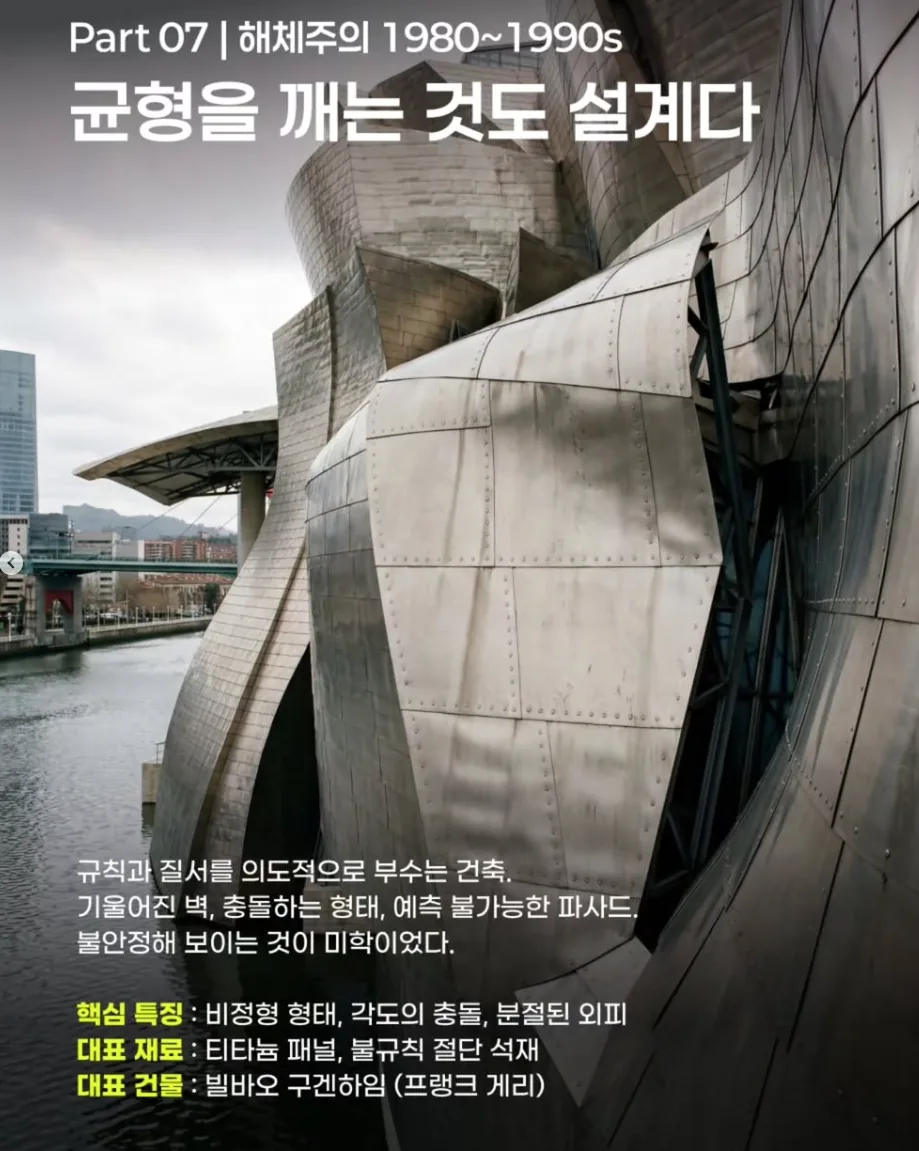 Part 07 | 해체주의 1980~1990s
균형을 깨는 것도 설계다
규칙과 질서를 의도적으로 부수는 건축.
기울어진 벽, 충돌하는 형태, 예측 불가능한 파사드.
불안정해 보이는 것이 미학이었다.
핵심 특징 : 비정형 형태, 각도의 충돌, 분절된 외피
대표 재료 : 티타늄 패널, 불규칙 절단 석재
대표 건물 : 빌바오 구겐하임 (프랭크 게리)